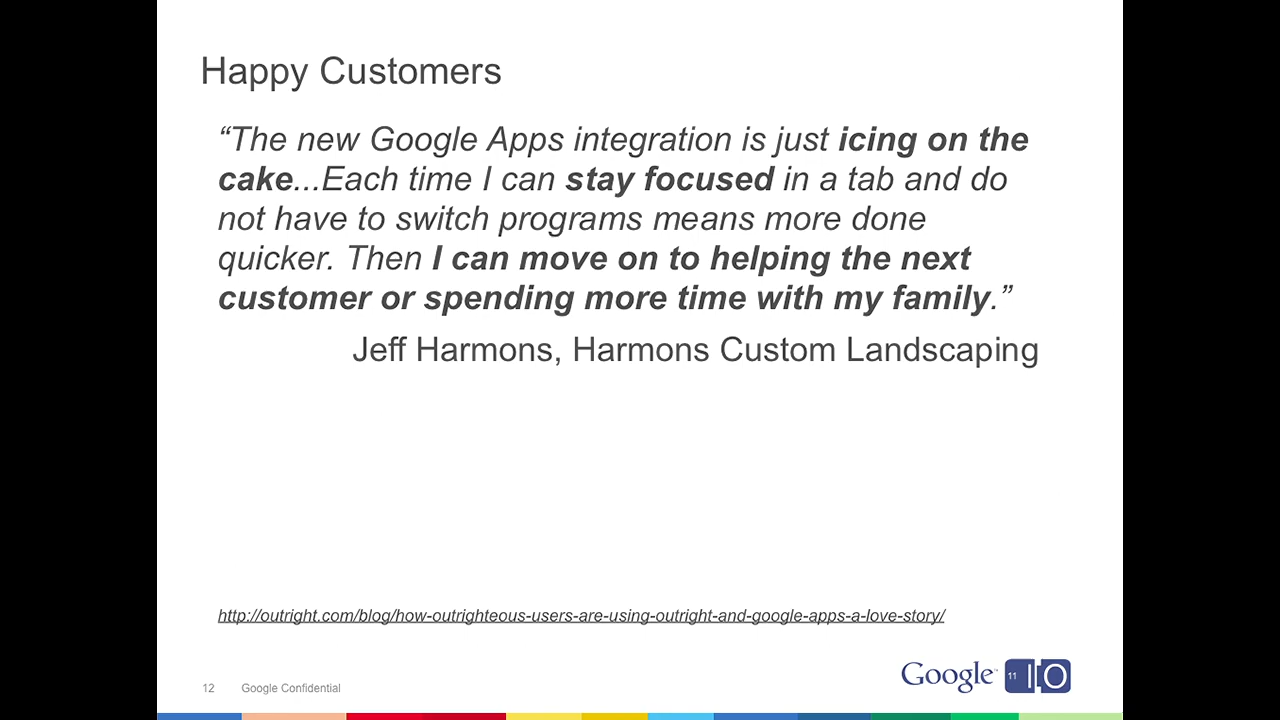 Happy Customers
“The new Google Apps integration is just icing on the
cake...Each time I can stay focused in a tab and do
not have to switch programs means more done
quicker. Then I can move on to helping the next
customer or spending more time with my family.”
Jeff Harmons, Harmons Custom Landscaping
http://outright.com/blog/how-outrighteous-users-are-using-outright-and-google-apps-a-love-story/
12 Google Confidential
Google™ 11 IO